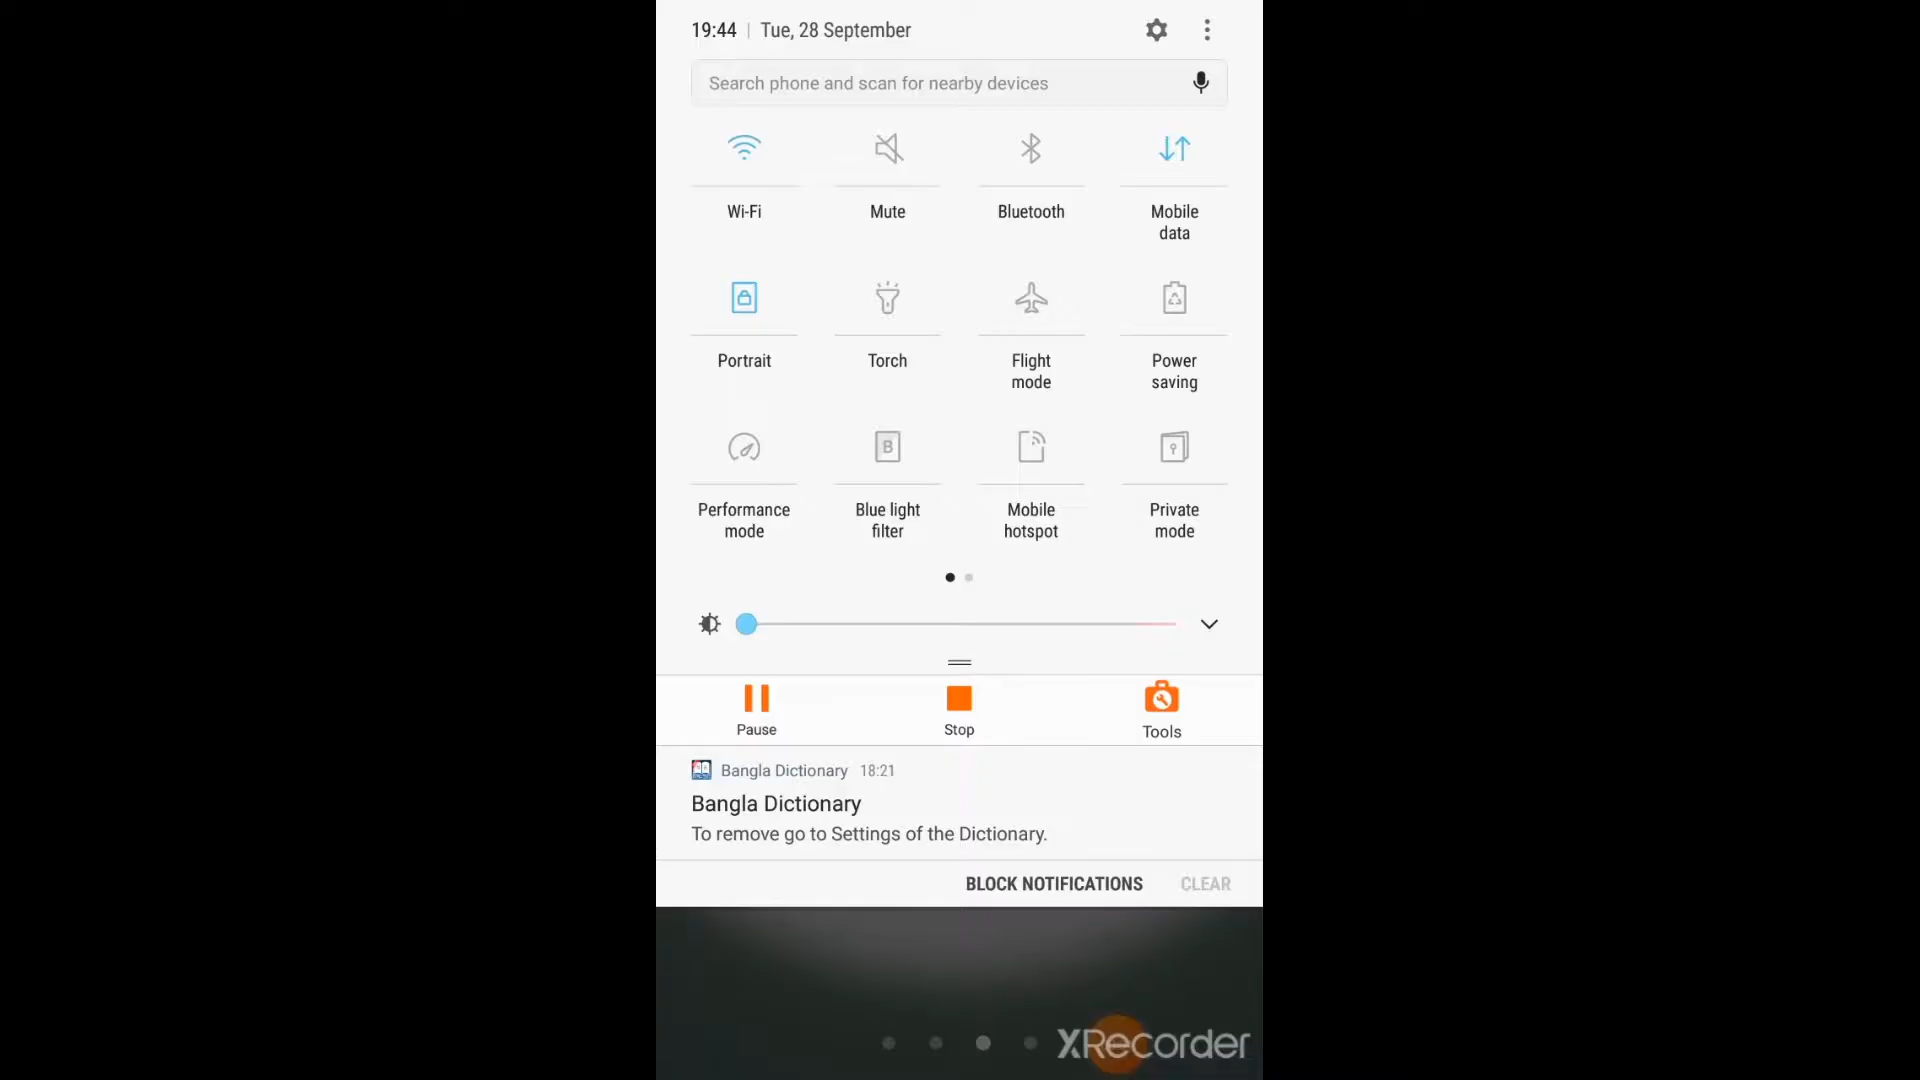 19:44 | Tue, 28 September
Search phone and scan for nearby devices
Wi-Fi
Mute
Bluetooth
Mobile
data
Portrait
Torch
Flight
mode
Power
saving
Performance
mode
B
Blue light
filter
Mobile
hotspot
Private
mode
Pause
Stop
Tools
Bangla Dictionary 18:21
Bangla Dictionary
To remove go to Settings of the Dictionary.
BLOCK NOTIFICATIONS CLEAR
XRecorder